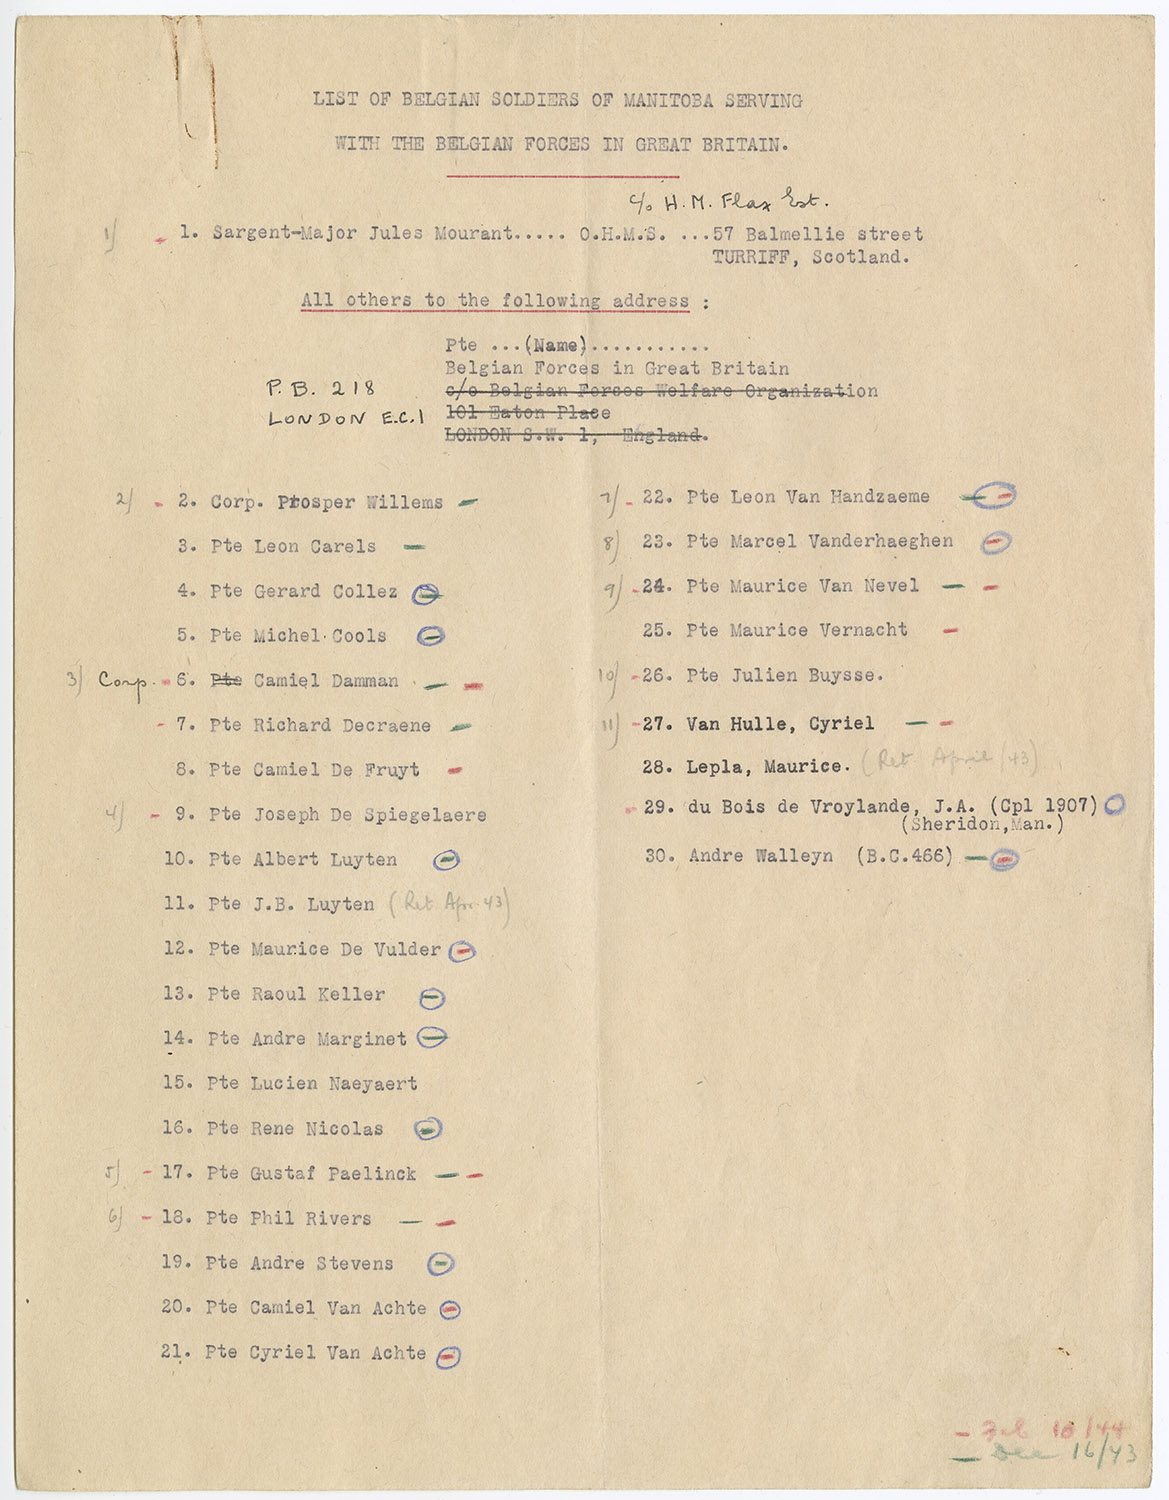 LIST OF BELGIAN SOLDIERS OF MANITOBA SERVING
WITH THE BELGIAN FORCES IN GREAT BRITAIN.
c/o H.M. Flax Est.
1) 1. Sargent-Major Jules Mourant..... O.H.M.S. ...57 Balmellie street
TURRIFF, Scotland.
All others to the following address :
Pte ...(Name)...........
Belgian Forces in Great Britain
c/o Belgian Forces Welfare Organization
101 Eaton Place
LONDON S.W. 1, England.
P.B. 218
LONDON E.C.1
2) - 2. Corp. Prosper Willems -
3. Pte Leon Carels -
4. Pte Gerard Collez -
5. Pte Michel Cools -
3) Corp. - 6. Pte Camiel Damman - -
- 7. Pte Richard Decraene -
8. Pte Camiel De Fruyt -
4) - 9. Pte Joseph De Spiegelaere
10. Pte Albert Luyten -
11. Pte J.B. Luyten (Ret Apr. 43)
12. Pte Maurice De Vulder -
13. Pte Raoul Keller -
14. Pte Andre Marginet -
15. Pte Lucien Naeyaert
16. Pte Rene Nicolas -
5) - 17. Pte Gustaf Paelinck - -
6) - 18. Pte Phil Rivers - -
19. Pte Andre Stevens -
20. Pte Camiel Van Achte -
21. Pte Cyriel Van Achte -
7) - 22. Pte Leon Van Handzaeme - -
8) 23. Pte Marcel Vanderhaeghen -
9) - 24. Pte Maurice Van Nevel - -
25. Pte Maurice Vernacht -
10) - 26. Pte Julien Buysse.
11) - 27. Van Hulle, Cyriel - -
28. Lepla, Maurice. (Ret April/43)
- 29. du Bois de Vroylande, J.A. (Cpl 1907)
(Sheridon,Man.)
30. Andre Walleyn (B.C.466) - -
- Feb 10/44
- Dec 16/43